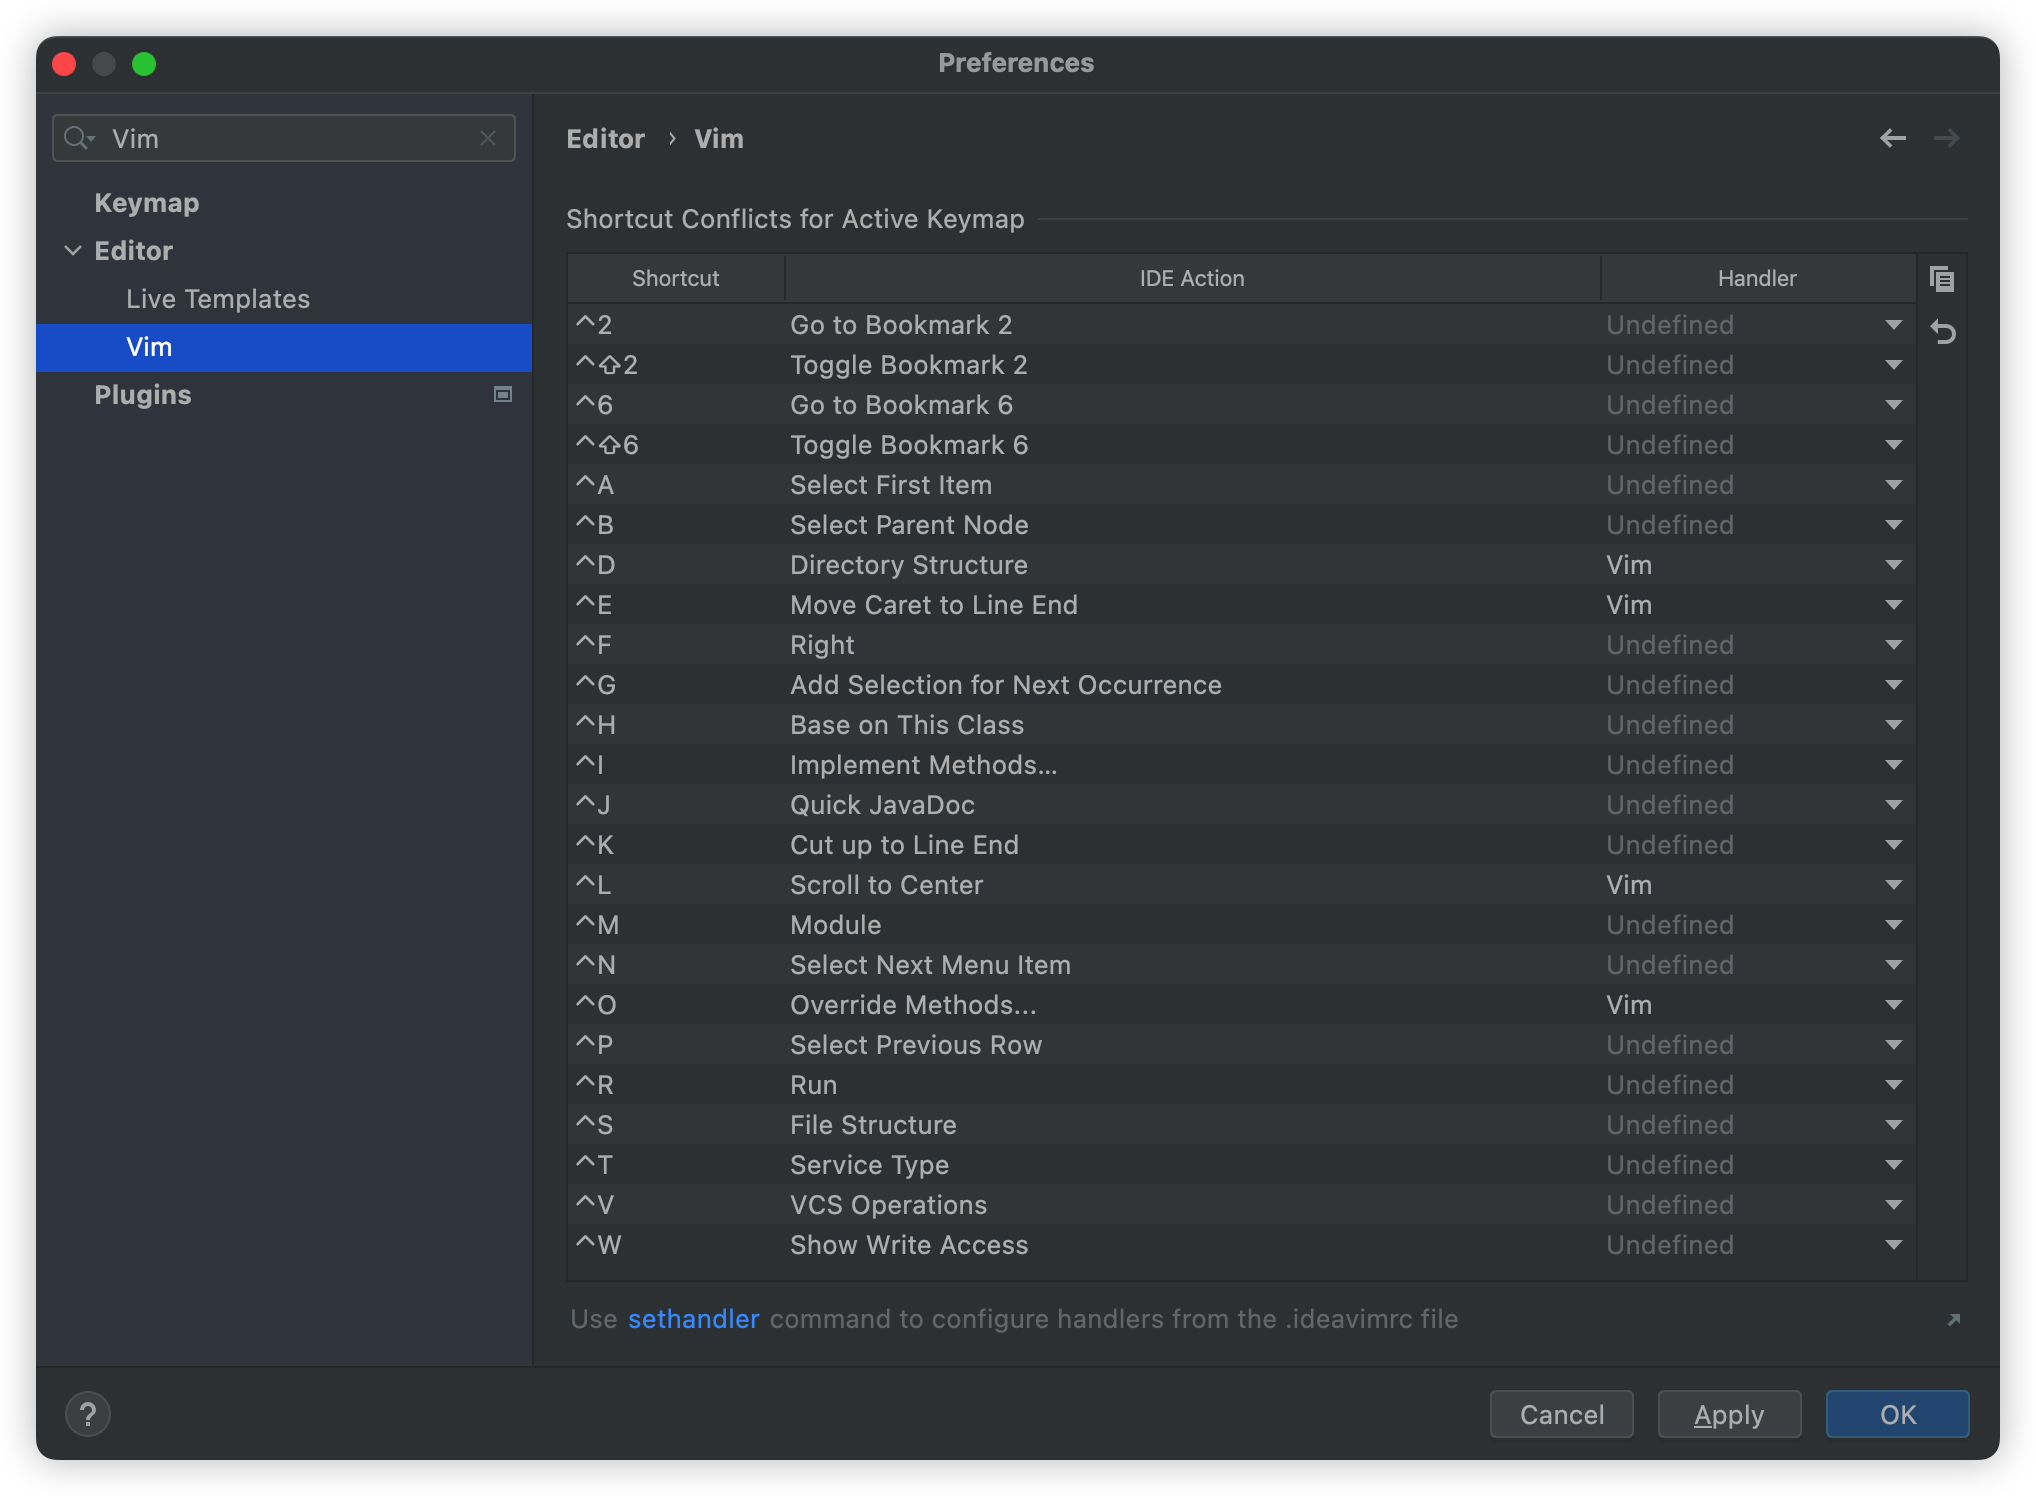 Preferences
Vim
Keymap
Editor
Live Templates
Vim
Plugins
Editor › Vim
Shortcut Conflicts for Active Keymap
Shortcut IDE Action Handler
^2 Go to Bookmark 2 Undefined
^⇧2 Toggle Bookmark 2 Undefined
^6 Go to Bookmark 6 Undefined
^⇧6 Toggle Bookmark 6 Undefined
^A Select First Item Undefined
^B Select Parent Node Undefined
^D Directory Structure Vim
^E Move Caret to Line End Vim
^F Right Undefined
^G Add Selection for Next Occurrence Undefined
^H Base on This Class Undefined
^I Implement Methods... Undefined
^J Quick JavaDoc Undefined
^K Cut up to Line End Undefined
^L Scroll to Center Vim
^M Module Undefined
^N Select Next Menu Item Undefined
^O Override Methods... Vim
^P Select Previous Row Undefined
^R Run Undefined
^S File Structure Undefined
^T Service Type Undefined
^V VCS Operations Undefined
^W Show Write Access Undefined
Use sethandler command to configure handlers from the .ideavimrc file
? Cancel Apply OK